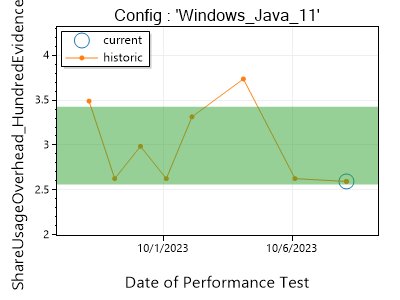 Config : 'Windows_Java_11'
current
historic
ShareUsageOverhead_HundredEvidence
4
3.5
3
2.5
2
10/1/2023
10/6/2023
Date of Performance Test